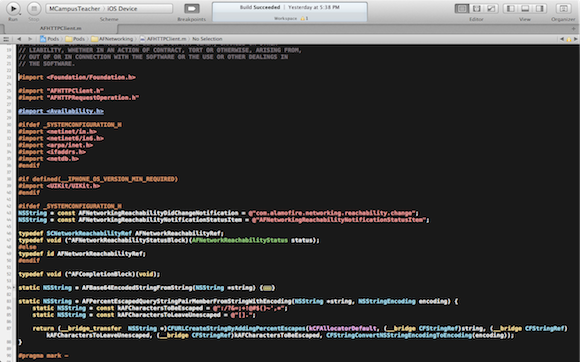 MCampusTeacher
iOS Device
Build Succeeded | Yesterday at 5:38 PM
Workspace
Run
Stop
Scheme
Breakpoints
Editor
View
Organizer
AFHTTPClient.m
Pods
Pods
AFNetworking
AFHTTPClient.m
No Selection
// LIABILITY, WHETHER IN AN ACTION OF CONTRACT, TORT OR OTHERWISE, ARISING FROM,
// OUT OF OR IN CONNECTION WITH THE SOFTWARE OR THE USE OR OTHER DEALINGS IN
// THE SOFTWARE.
#import <Foundation/Foundation.h>
#import "AFHTTPClient.h"
#import "AFHTTPRequestOperation.h"
#import <Availability.h>
#ifdef _SYSTEMCONFIGURATION_H
#import <netinet/in.h>
#import <netinet6/in6.h>
#import <arpa/inet.h>
#import <ifaddrs.h>
#import <netdb.h>
#endif
#if defined(__IPHONE_OS_VERSION_MIN_REQUIRED)
#import <UIKit/UIKit.h>
#endif
#ifdef _SYSTEMCONFIGURATION_H
NSString * const AFNetworkingReachabilityDidChangeNotification = @"com.alamofire.networking.reachability.change";
NSString * const AFNetworkingReachabilityNotificationStatusItem = @"AFNetworkingReachabilityNotificationStatusItem";
typedef SCNetworkReachabilityRef AFNetworkReachabilityRef;
typedef void (^AFNetworkReachabilityStatusBlock)(AFNetworkReachabilityStatus status);
#else
typedef id AFNetworkReachabilityRef;
#endif
typedef void (^AFCompletionBlock)(void);
static NSString * AFBase64EncodedStringFromString(NSString *string) {
static NSString * AFPercentEscapedQueryStringPairMemberFromStringWithEncoding(NSString *string, NSStringEncoding encoding) {
static NSString * const kAFCharactersToBeEscaped = @":/?&=;+!@#$()~',*";
static NSString * const kAFCharactersToLeaveUnescaped = @"[].";
return (__bridge_transfer NSString *)CFURLCreateStringByAddingPercentEscapes(kCFAllocatorDefault, (__bridge CFStringRef)string, (__bridge CFStringRef)
kAFCharactersToLeaveUnescaped, (__bridge CFStringRef)kAFCharactersToBeEscaped, CFStringConvertNSStringEncodingToEncoding(encoding));
}
#pragma mark -